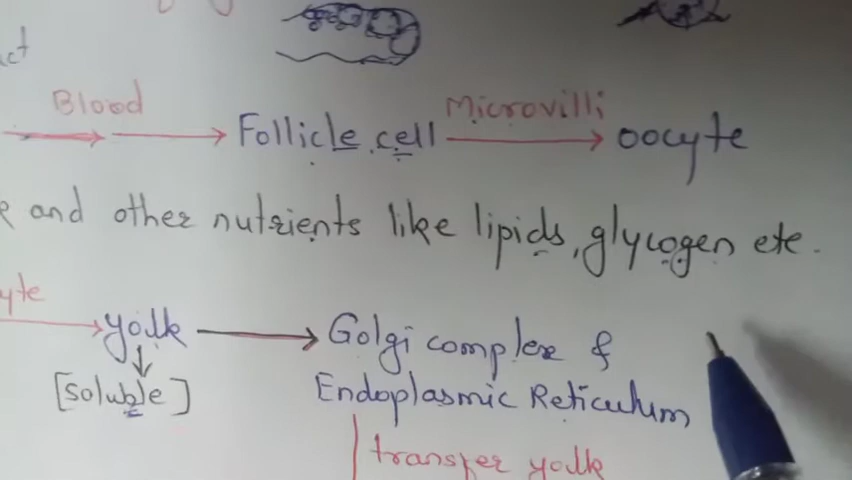 Blood → Follicle cell Microvilli → oocyte
and other nutrients like lipids, glycogen etc.
→ yolk → Golgi complex &
[soluble] Endoplasmic Reticulum
transfer yolk